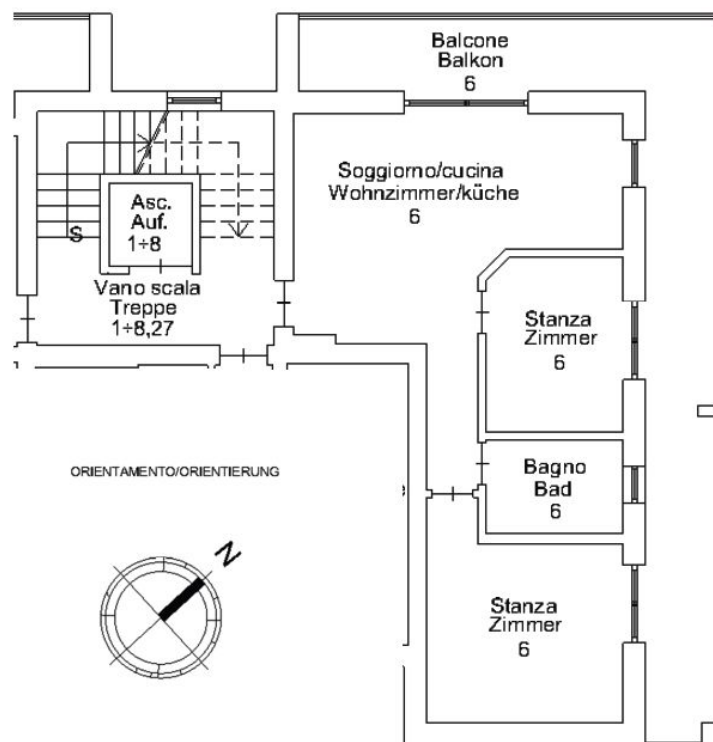 Balcone
Balkon
6
Soggiorno/cucina
Wohnzimmer/küche
6
Asc.
Auf.
1÷8
S
Vano scala
Treppe
1÷8,27
Stanza
Zimmer
6
Bagno
Bad
6
ORIENTAMENTO/ORIENTIERUNG
N
Stanza
Zimmer
6